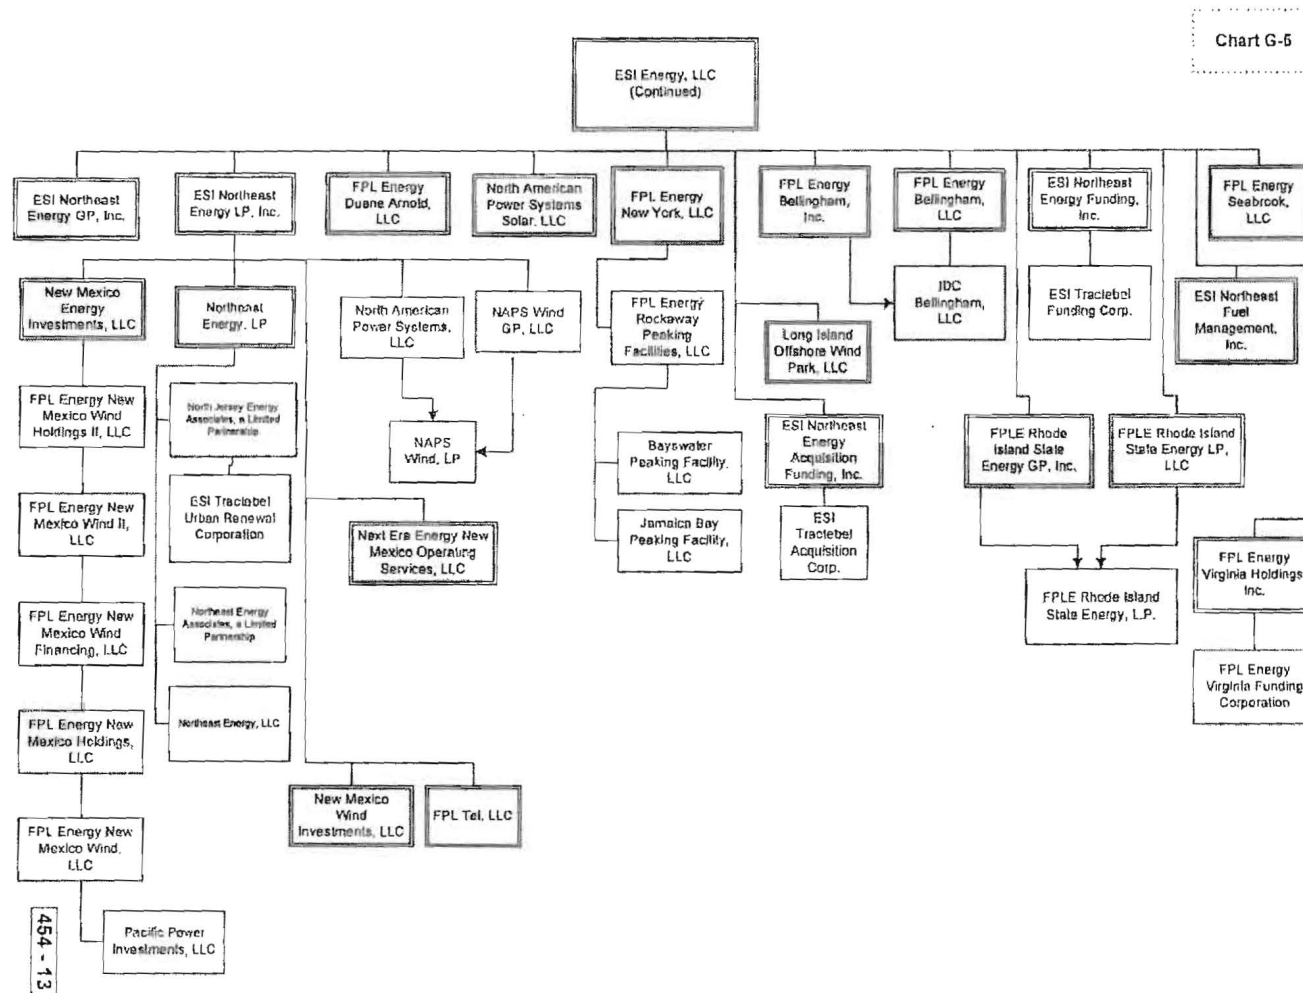 Chart G-5
ESI Energy, LLC
(Continued)
ESI Northeast
Energy GP, Inc.
ESI Northeast
Energy LP, Inc.
FPL Energy
Duane Arnold,
LLC
North American
Power Systems
Solar, LLC
FPL Energy
New York, LLC
FPL Energy
Bellingham,
Inc.
FPL Energy
Bellingham,
LLC
ESI Northeast
Energy Funding,
Inc.
FPL Energy
Seabrook,
LLC
New Mexico
Energy
Investments, LLC
Northeast
Energy, LP
North American
Power Systems,
LLC
NAPS Wind
GP, LLC
FPL Energy
Rockaway
Peaking
Facilities, LLC
Long Island
Offshore Wind
Park, LLC
JDC
Bellingham,
LLC
ESI Tractebel
Funding Corp.
ESI Northeast
Fuel
Management,
Inc.
FPL Energy New
Mexico Wind
Holdings II, LLC
North Jersey Energy
Associates, a Limited
Partnership
NAPS
Wind, LP
Bayswater
Peaking Facility,
LLC
ESI Northeast
Energy
Acquisition
Funding, Inc.
FPLE Rhode
Island State
Energy GP, Inc.
FPLE Rhode Island
State Energy LP,
LLC
FPL Energy New
Mexico Wind II,
LLC
ESI Tractebel
Urban Renewal
Corporation
Next Era Energy New
Mexico Operating
Services, LLC
Jamaica Bay
Peaking Facility,
LLC
ESI
Tractebel
Acquisition
Corp.
FPL Energy
Virginia Holdings
Inc.
FPL Energy New
Mexico Wind
Financing, LLC
Northeast Energy
Associates, a Limited
Partnership
FPLE Rhode Island
State Energy, L.P.
FPL Energy
Virginia Funding
Corporation
FPL Energy New
Mexico Holdings,
LLC
Northeast Energy, LLC
New Mexico
Wind
Investments, LLC
FPL Tel, LLC
FPL Energy New
Mexico Wind,
LLC
Pacific Power
Investments, LLC
454 - 13